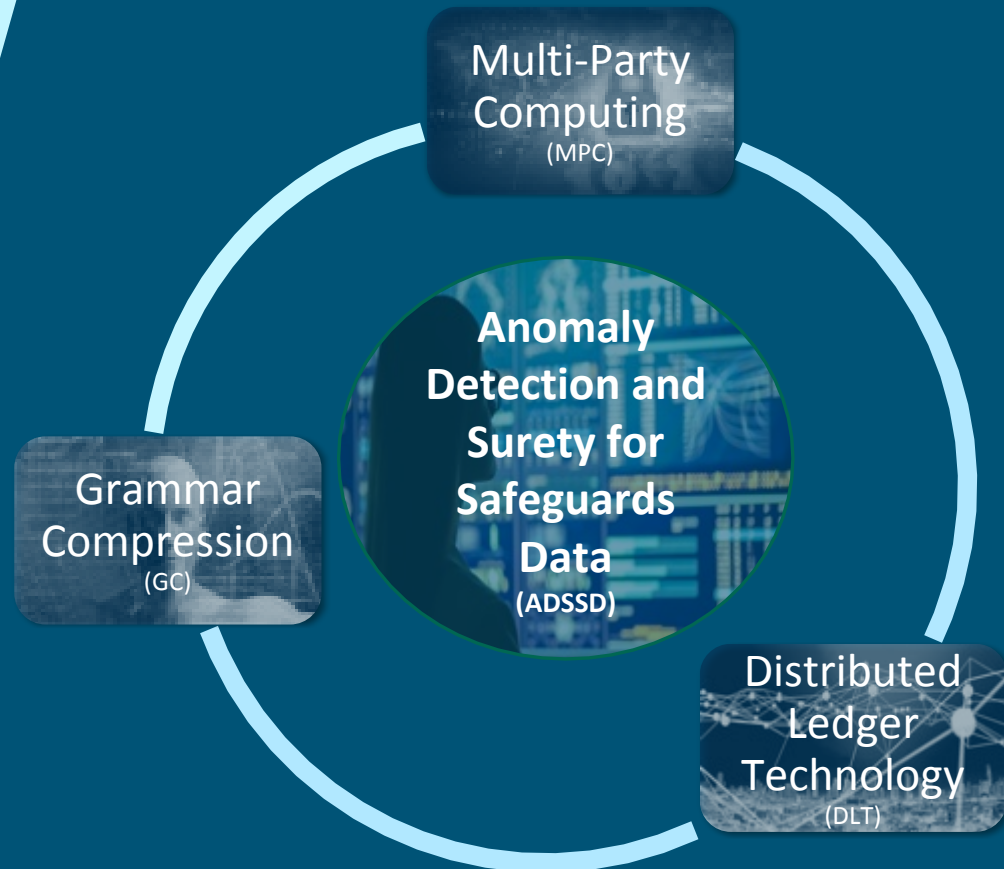 Multi-Party
Computing
(MPC)
Anomaly
Detection and
Surety for
Safeguards
Data
(ADSSD)
Grammar
Compression
(GC)
Distributed
Ledger
Technology
(DLT)